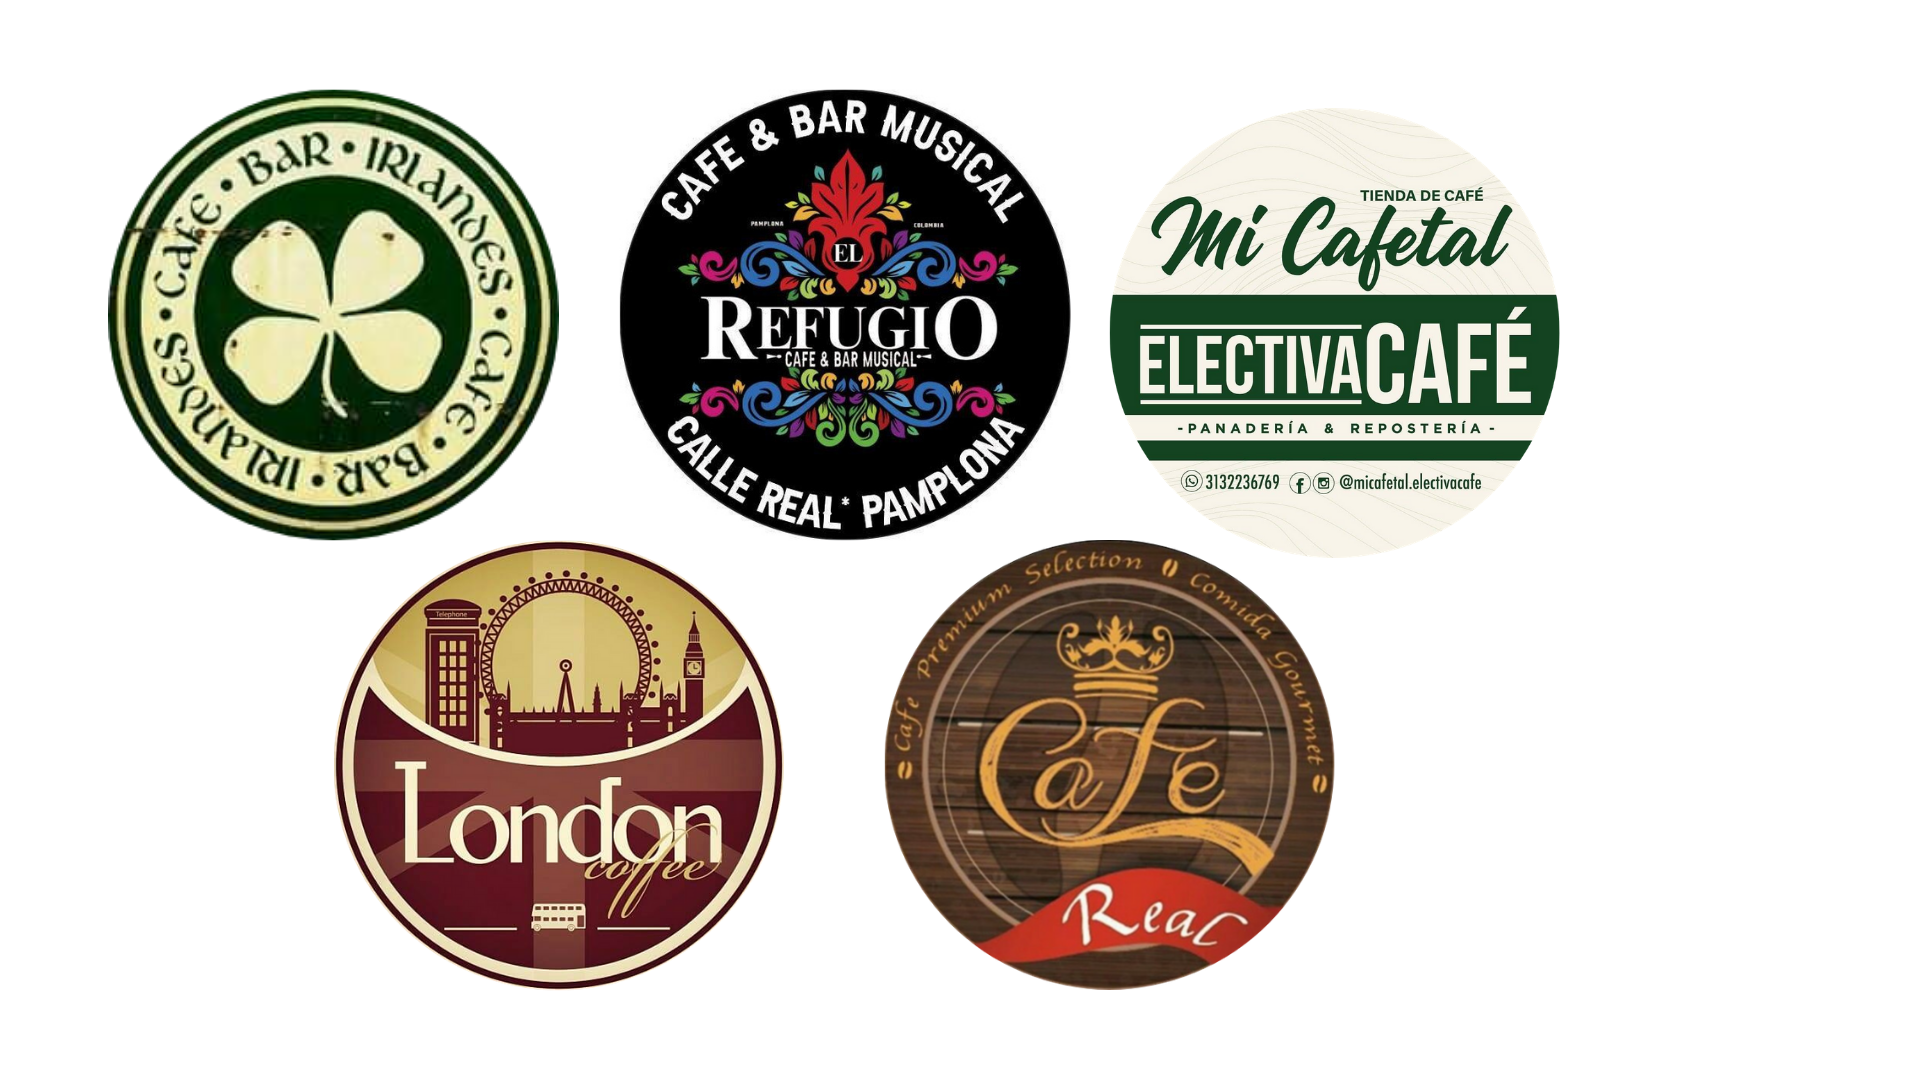 Cafe • Bar • Irlandes • Cafe • Bar • Irlandes •
CAFE & BAR MUSICAL
PAMPLONA
COLOMBIA
EL
REFUGIO
CAFE & BAR MUSICAL
CALLE REAL* PAMPLONA
TIENDA DE CAFÉ
Mi Cafetal
ELECTIVA CAFÉ
-PANADERÍA & REPOSTERÍA-
3132236769 @micafetal.electivacafe
Telephone
London
coffee
Cafe Premium Selection Comida Gourmet
Cafe
Real